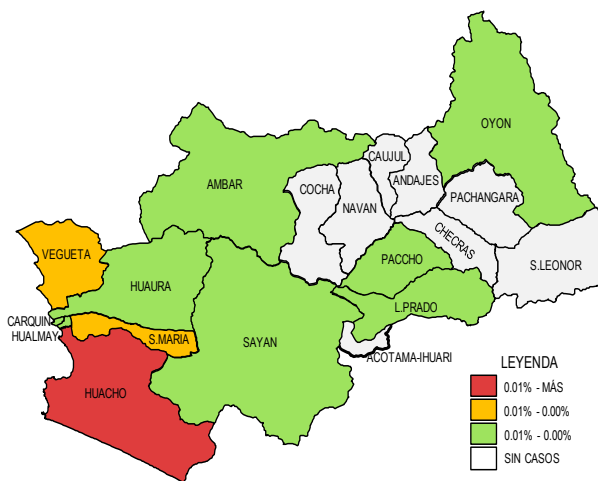 OYON
CAUJUL
AMBAR
COCHA
ANDAJES
PACHANGARA
NAVAN
CHECRAS
VEGUETA
PACCHO
S.LEONOR
HUAURA
L.PRADO
CARQUIN
HUALMAY
S.MARIA
SAYAN
ACOTAMA-IHUARI
HUACHO
LEYENDA
0.01% - MÁS
0.01% - 0.00%
0.01% - 0.00%
SIN CASOS